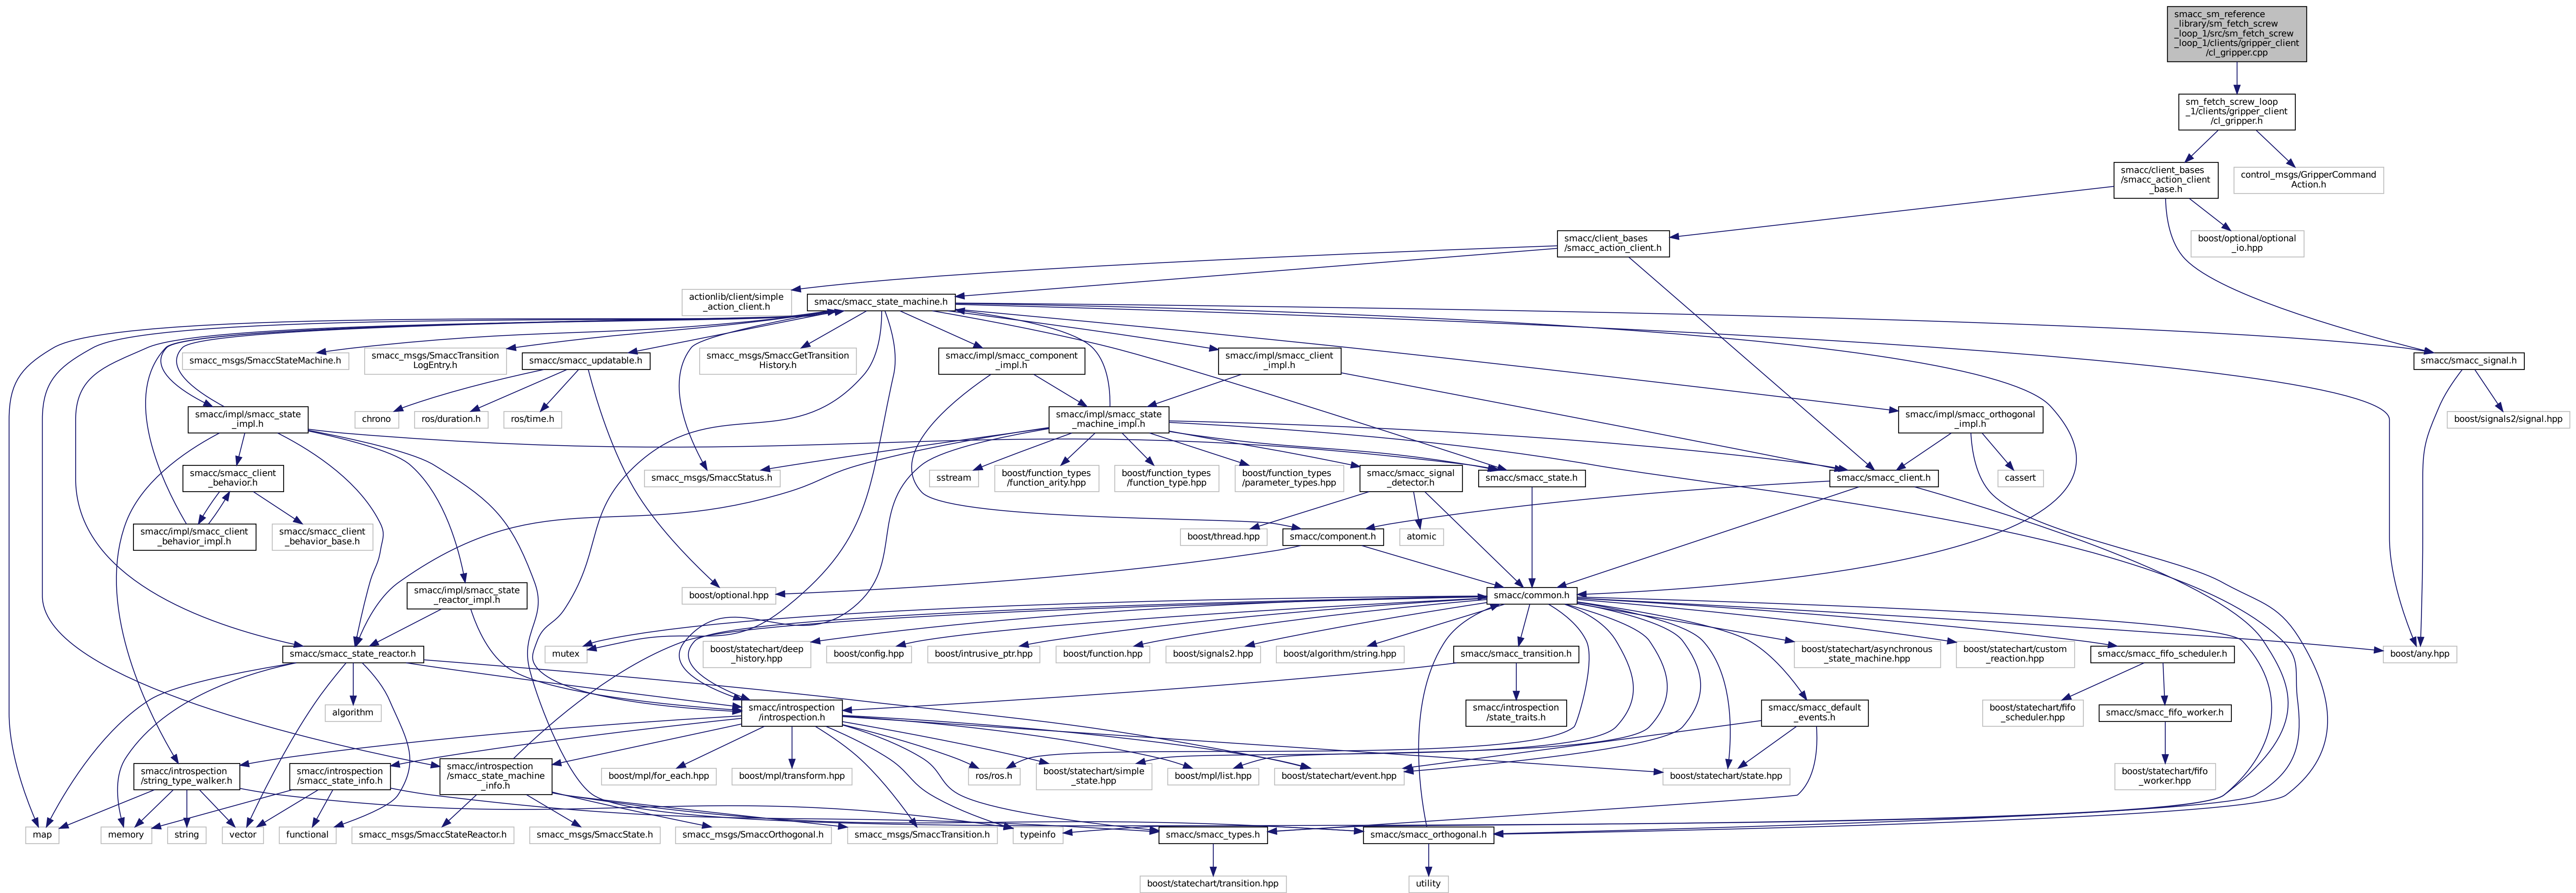 smacc_sm_reference
_library/sm_fetch_screw
_loop_1/src/sm_fetch_screw
_loop_1/clients/gripper_client
/cl_gripper.cpp
sm_fetch_screw_loop
_1/clients/gripper_client
/cl_gripper.h
smacc/client_bases
/smacc_action_client
_base.h
control_msgs/GripperCommand
Action.h
smacc/client_bases
/smacc_action_client.h
boost/optional/optional
_io.hpp
actionlib/client/simple
_action_client.h
smacc/smacc_state_machine.h
smacc_msgs/SmaccStateMachine.h
smacc_msgs/SmaccTransition
LogEntry.h
smacc/smacc_updatable.h
smacc_msgs/SmaccGetTransition
History.h
smacc/impl/smacc_component
_impl.h
smacc/impl/smacc_client
_impl.h
smacc/smacc_signal.h
smacc/impl/smacc_state
_impl.h
chrono
ros/duration.h
ros/time.h
smacc/impl/smacc_state
_machine_impl.h
smacc/impl/smacc_orthogonal
_impl.h
boost/signals2/signal.hpp
smacc/smacc_client
_behavior.h
smacc_msgs/SmaccStatus.h
sstream
boost/function_types
/function_arity.hpp
boost/function_types
/function_type.hpp
boost/function_types
/parameter_types.hpp
smacc/smacc_signal
_detector.h
smacc/smacc_state.h
smacc/smacc_client.h
cassert
smacc/impl/smacc_client
_behavior_impl.h
smacc/smacc_client
_behavior_base.h
boost/thread.hpp
smacc/component.h
atomic
smacc/impl/smacc_state
_reactor_impl.h
boost/optional.hpp
smacc/common.h
smacc/smacc_state_reactor.h
mutex
boost/statechart/deep
_history.hpp
boost/config.hpp
boost/intrusive_ptr.hpp
boost/function.hpp
boost/signals2.hpp
boost/algorithm/string.hpp
smacc/smacc_transition.h
boost/statechart/asynchronous
_state_machine.hpp
boost/statechart/custom
_reaction.hpp
smacc/smacc_fifo_scheduler.h
boost/any.hpp
algorithm
smacc/introspection
/introspection.h
smacc/introspection
/state_traits.h
smacc/smacc_default
_events.h
boost/statechart/fifo
_scheduler.hpp
smacc/smacc_fifo_worker.h
smacc/introspection
/string_type_walker.h
smacc/introspection
/smacc_state_info.h
smacc/introspection
/smacc_state_machine
_info.h
boost/mpl/for_each.hpp
boost/mpl/transform.hpp
ros/ros.h
boost/statechart/simple
_state.hpp
boost/mpl/list.hpp
boost/statechart/event.hpp
boost/statechart/state.hpp
boost/statechart/fifo
_worker.hpp
map
memory
string
vector
functional
smacc_msgs/SmaccStateReactor.h
smacc_msgs/SmaccState.h
smacc_msgs/SmaccOrthogonal.h
smacc_msgs/SmaccTransition.h
typeinfo
smacc/smacc_types.h
smacc/smacc_orthogonal.h
boost/statechart/transition.hpp
utility